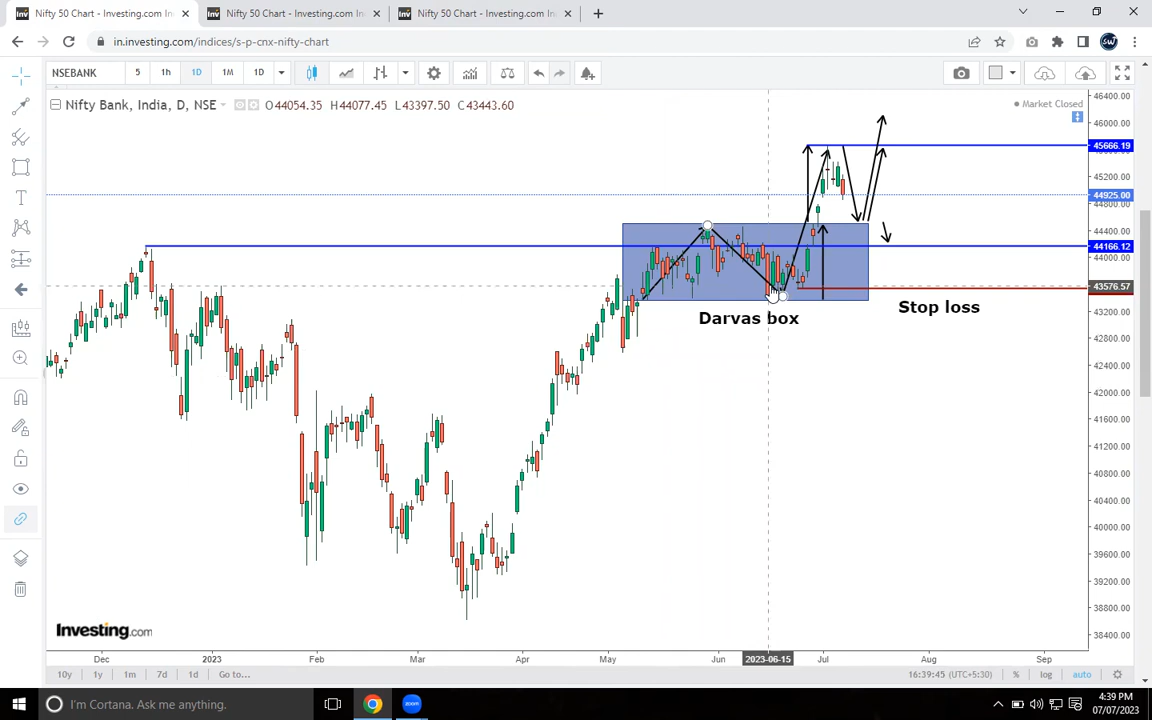 Nifty 50 Chart - Investing.com In
Nifty 50 Chart - Investing.com In
Nifty 50 Chart - Investing.com In
in.investing.com/indices/s-p-cnx-nifty-chart
NSEBANK 5 1h 1D 1M 1D
Nifty Bank, India, D, NSE O44054.35 H44077.45 L43397.50 C43443.60
Market Closed
46400.00
46000.00
45666.19
45200.00
44925.00
44800.00
44400.00
44166.12
44000.00
43576.57
43200.00
42800.00
42400.00
42000.00
41600.00
41200.00
40800.00
40400.00
40000.00
39600.00
39200.00
38800.00
38400.00
Stop loss
Darvas box
Investing.com
Dec 2023 Feb Mar Apr May Jun 2023-06-15 Jul Aug Sep
10y 1y 1m 7d 1d Go to... 16:39:45 (UTC+5:30) % log auto
I'm Cortana. Ask me anything.
zoom
4:39 PM
07/07/2023